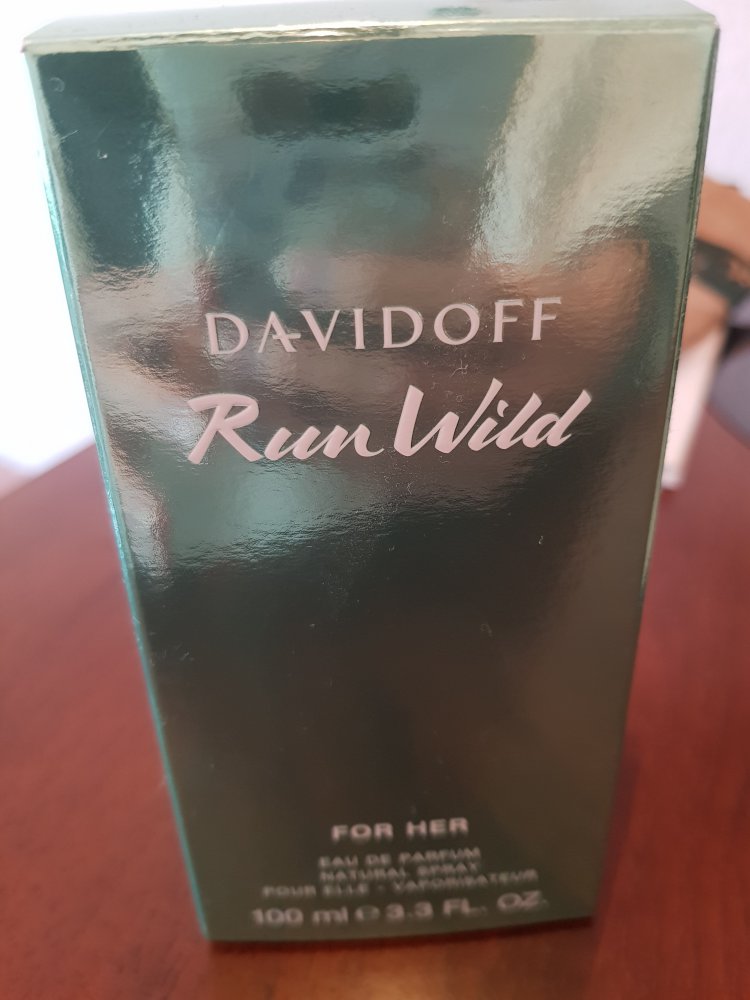 DAVIDOFF
Run Wild
FOR HER
EAU DE PARFUM
NATURAL SPRAY
POUR ELLE - VAPORISATEUR
100 ml ℮ 3.3 FL. OZ.